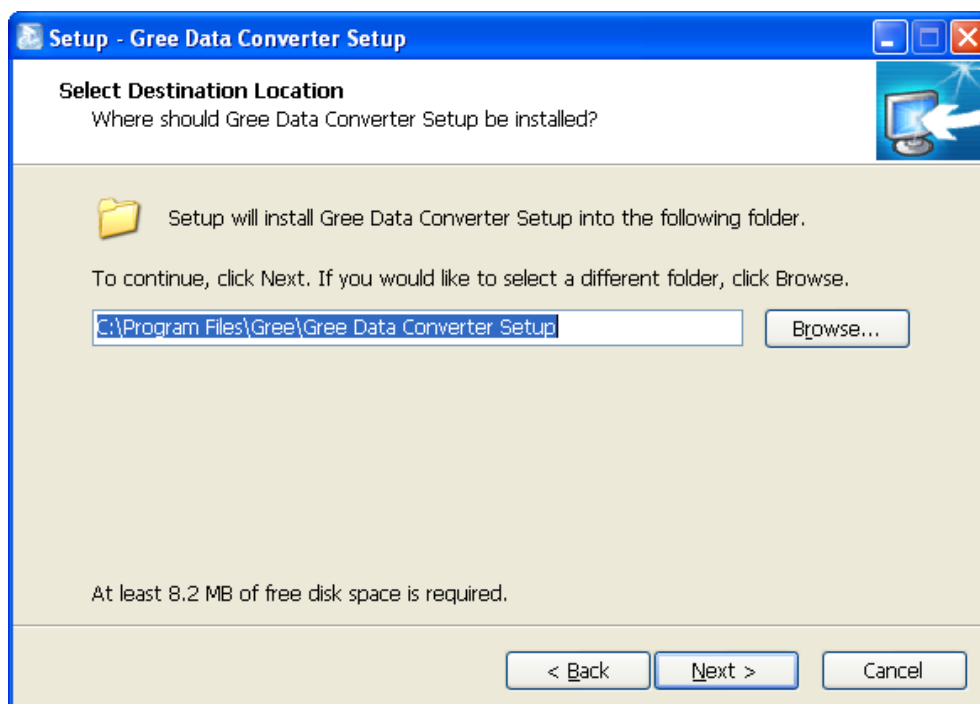 Setup - Gree Data Converter Setup
Select Destination Location
Where should Gree Data Converter Setup be installed?
Setup will install Gree Data Converter Setup into the following folder.
To continue, click Next. If you would like to select a different folder, click Browse.
C:\Program Files\Gree\Gree Data Converter Setup
Browse...
At least 8.2 MB of free disk space is required.
< Back
Next >
Cancel